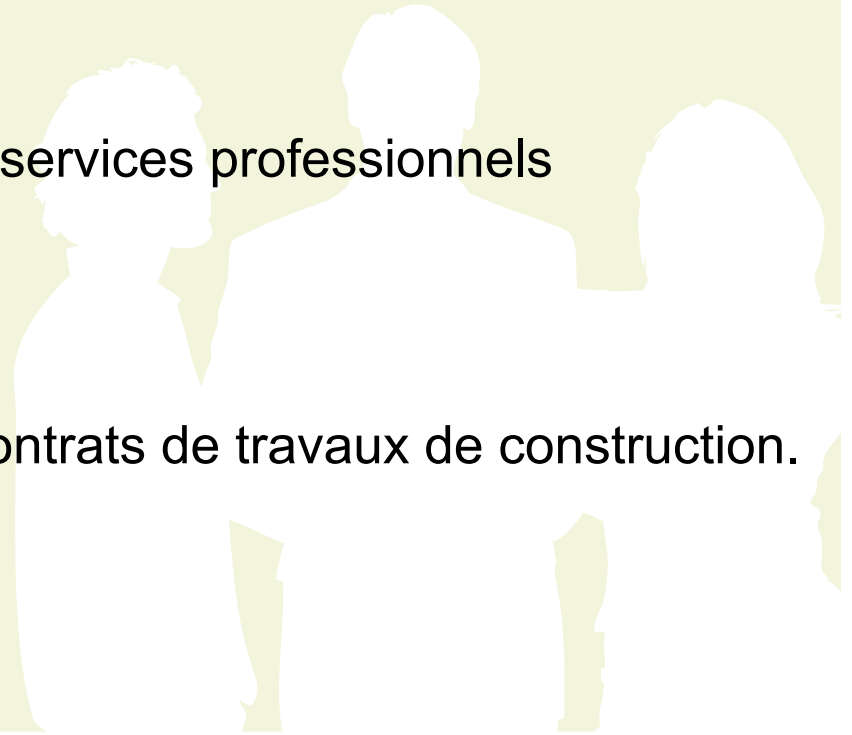 services professionnels
ontrats de travaux de construction.